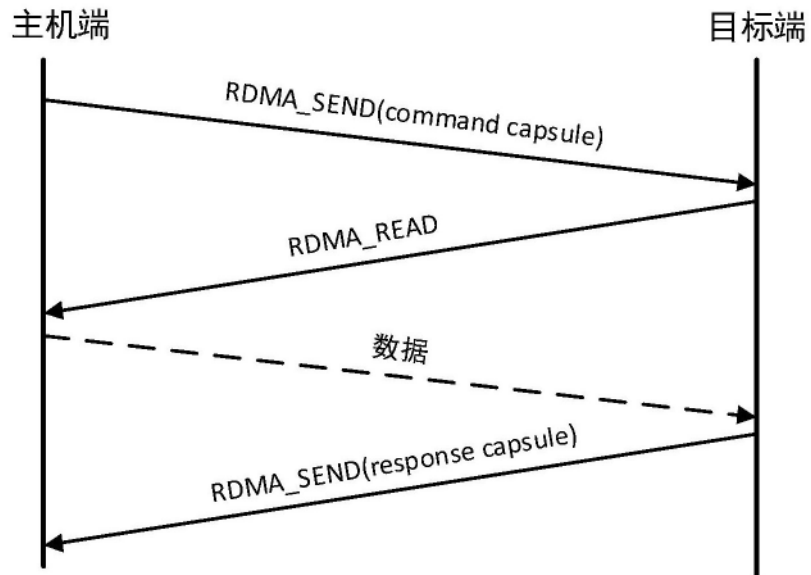 主机端
目标端
RDMA_SEND(command capsule)
RDMA_READ
数据
RDMA_SEND(response capsule)